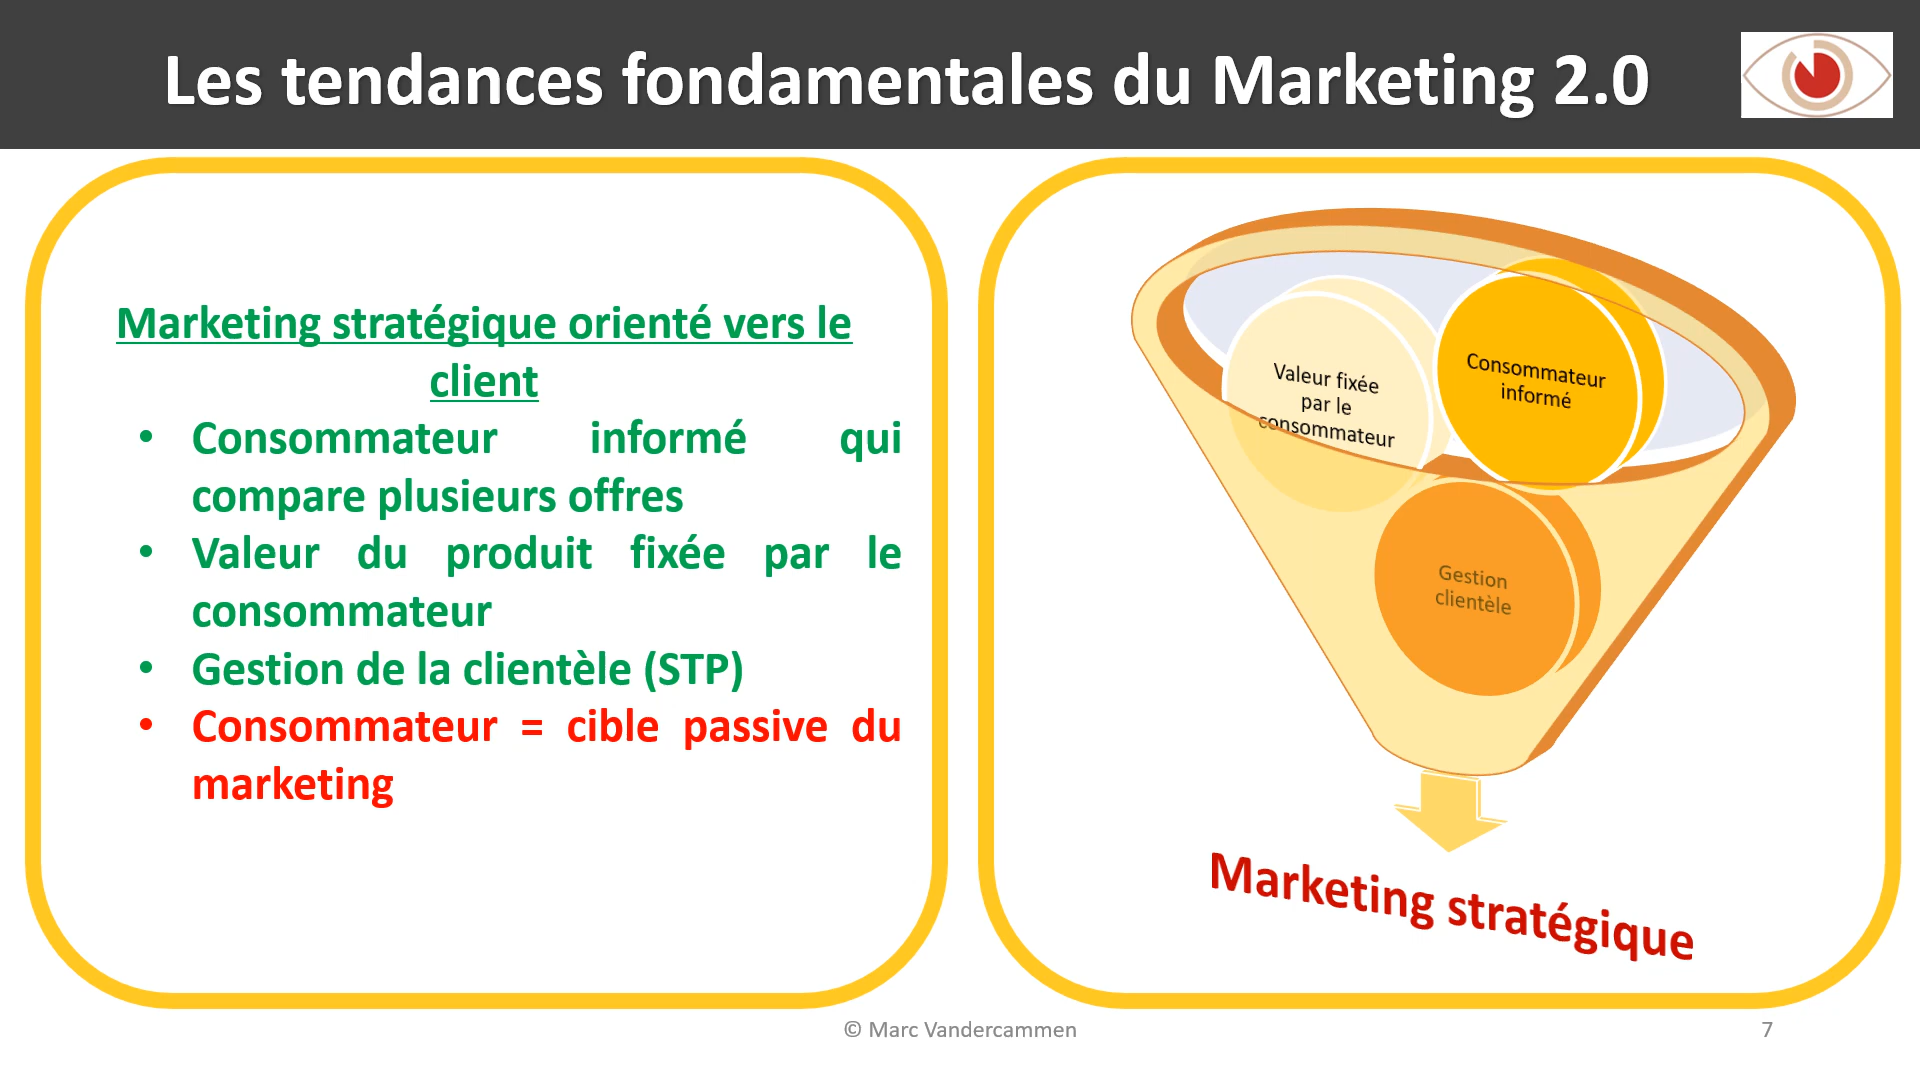 Les tendances fondamentales du Marketing 2.0
Marketing stratégique orienté vers le
client
• Consommateur informé qui
compare plusieurs offres
• Valeur du produit fixée par le
consommateur
• Gestion de la clientèle (STP)
• Consommateur = cible passive du
marketing
Valeur fixée
par le
consommateur
Consommateur
informé
Gestion
clientèle
Marketing stratégique
© Marc Vandercammen
7